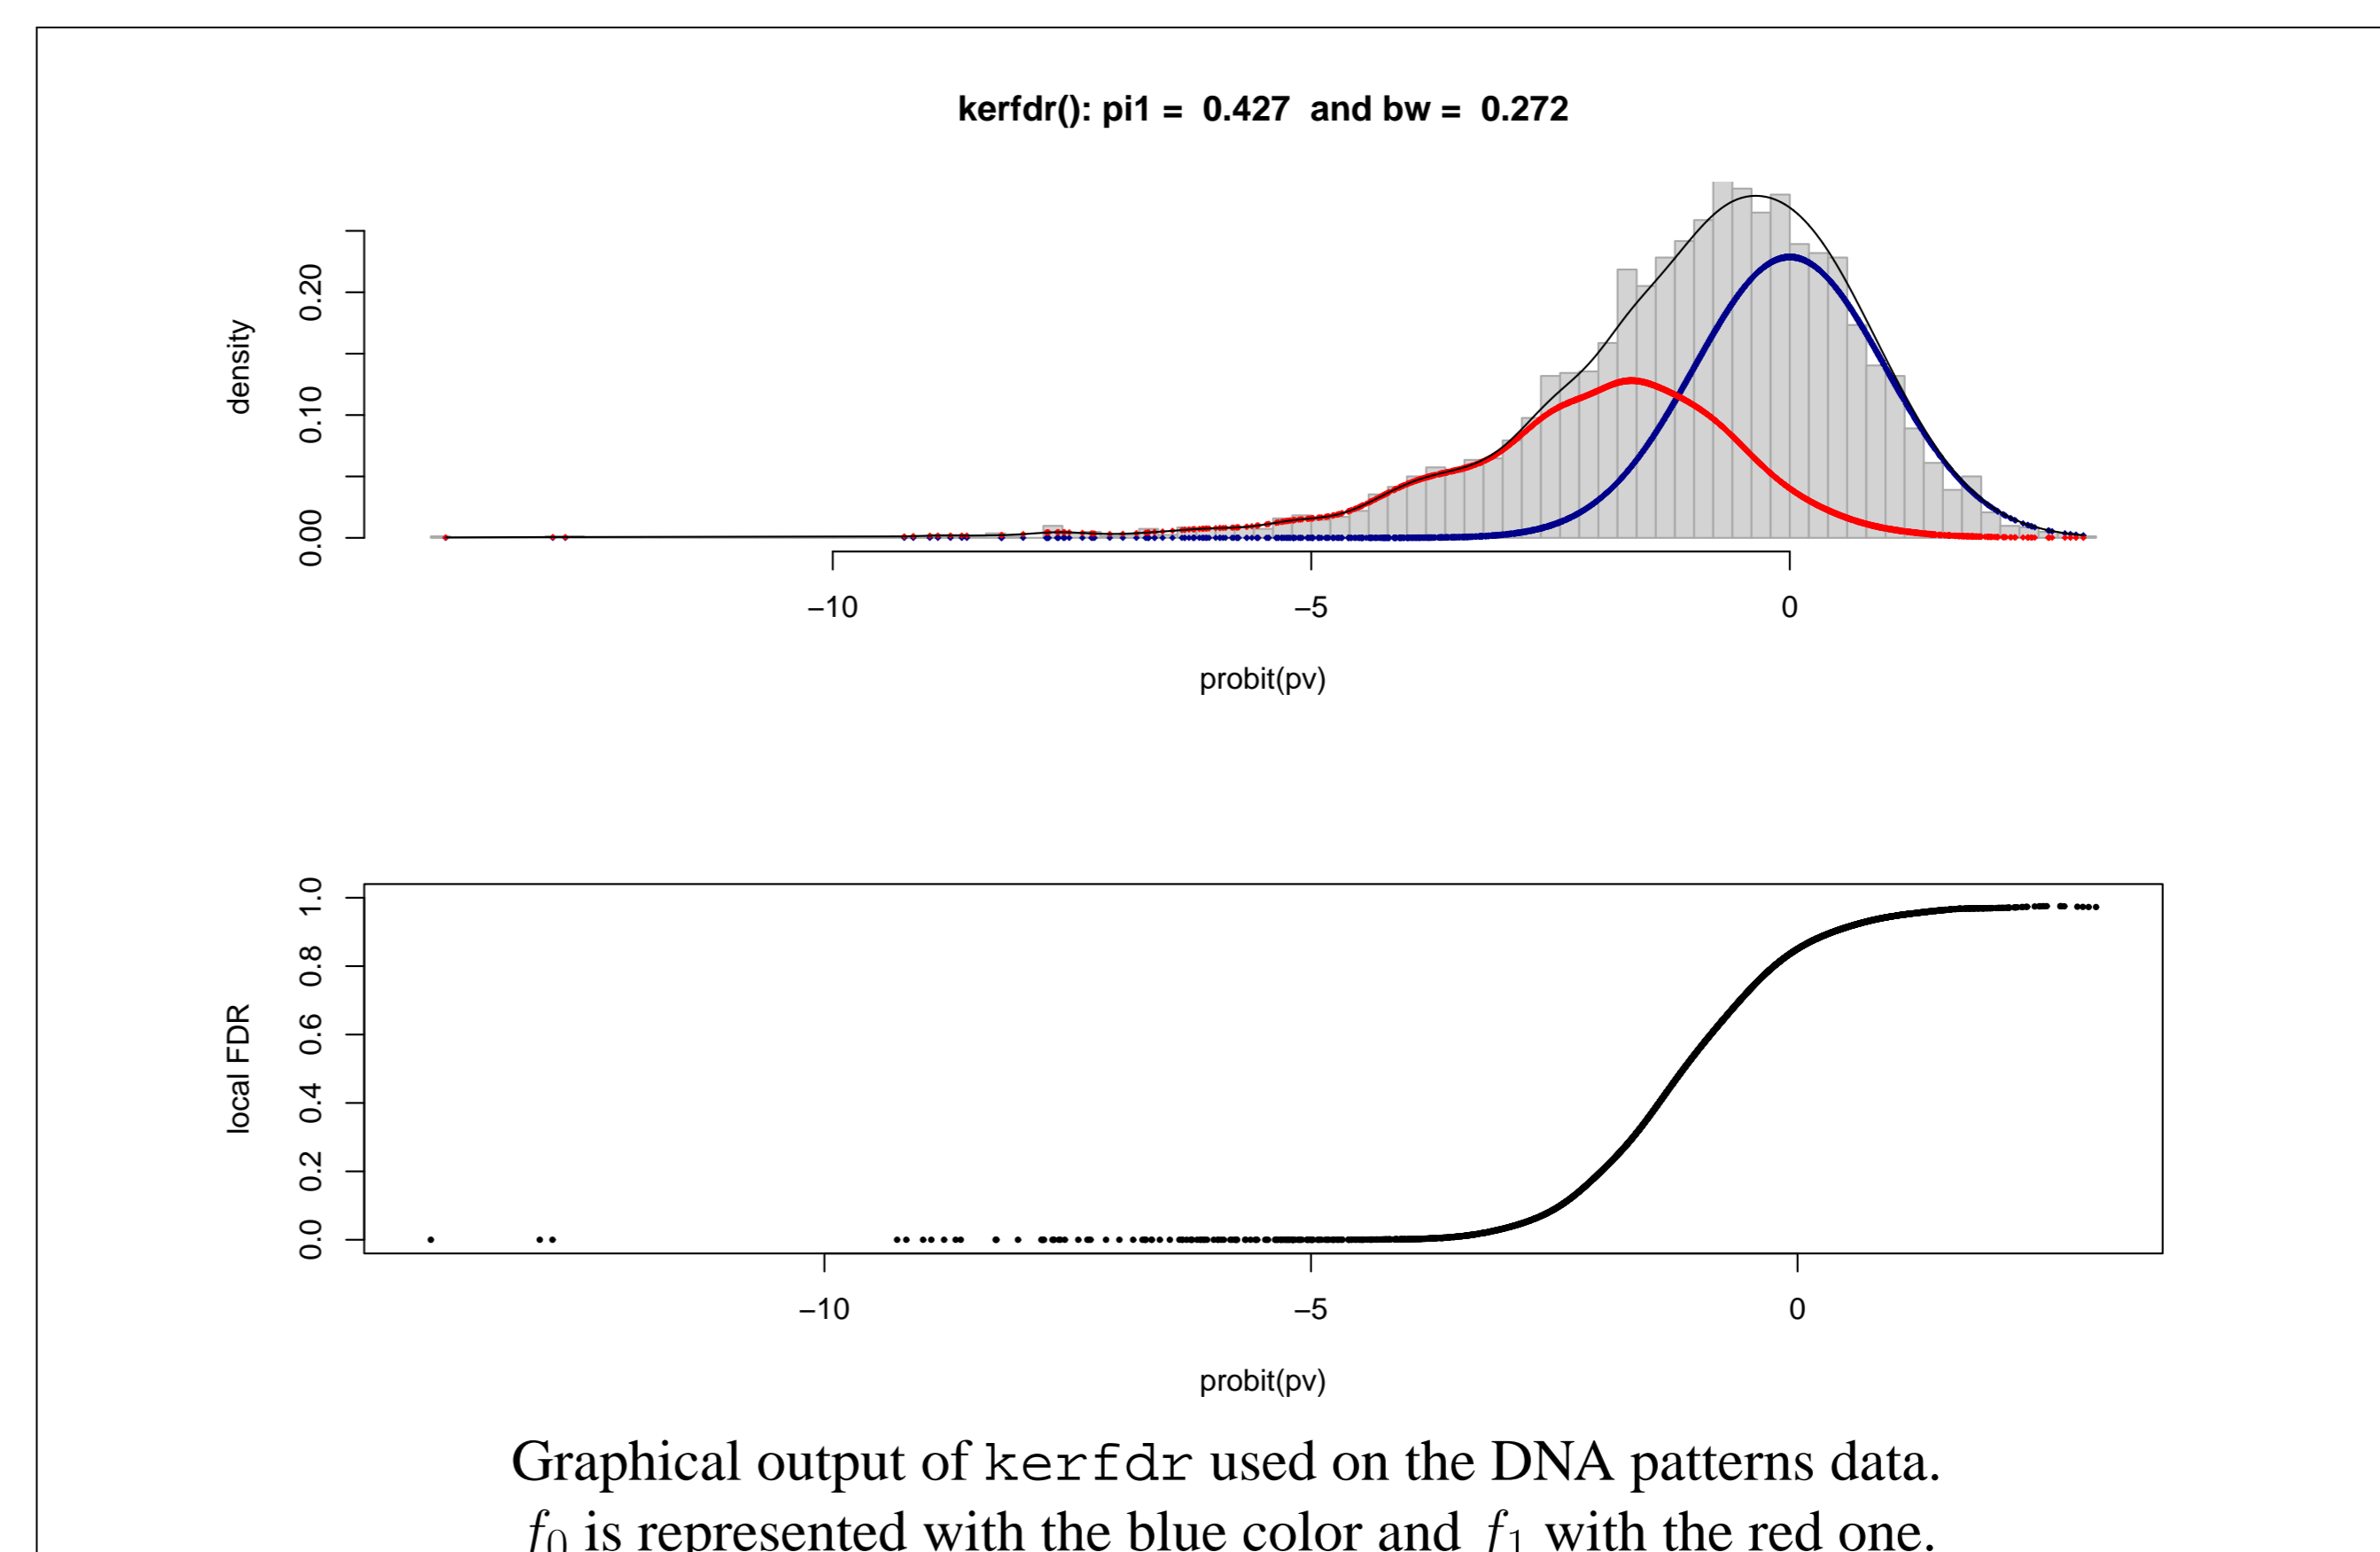 kerfdr(): pi1 = 0.427 and bw = 0.272
density
0.00
0.10
0.20
−10
−5
0
probit(pv)
local FDR
0.0
0.2
0.4
0.6
0.8
1.0
−10
−5
0
probit(pv)
Graphical output of kerfdr used on the DNA patterns data.
f0 is represented with the blue color and f1 with the red one.